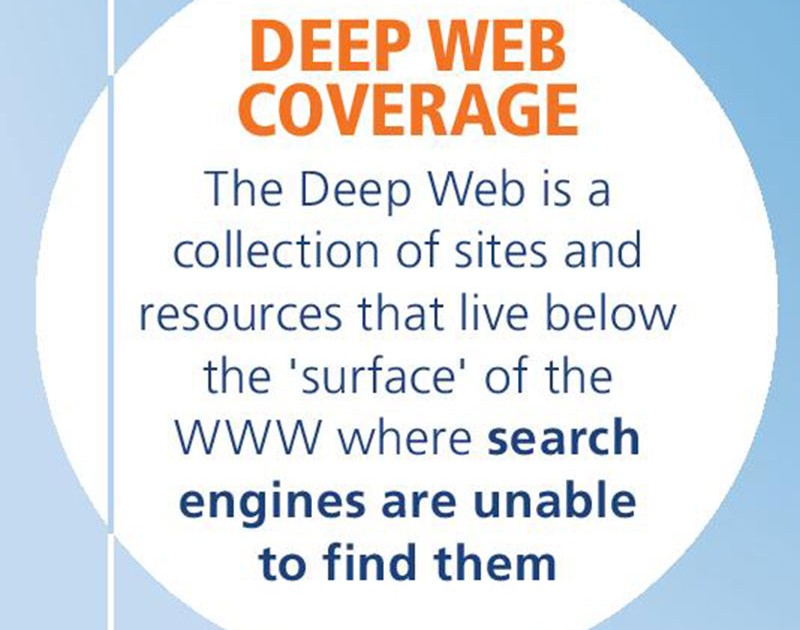 DEEP WEB
COVERAGE
The Deep Web is a
collection of sites and
resources that live below
the 'surface' of the
WWW where search
engines are unable
to find them